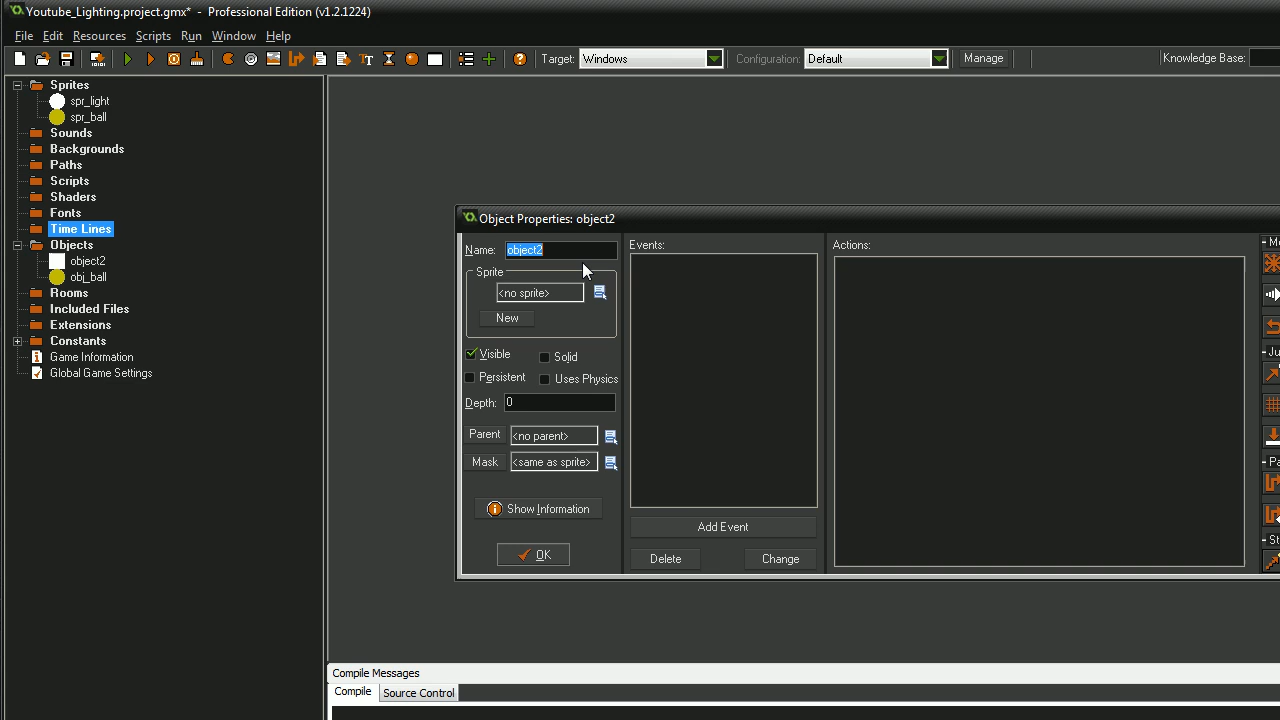 Youtube_Lighting.project.gmx* - Professional Edition (v1.2.1224)
File Edit Resources Scripts Run Window Help
Target: Windows Configuration: Default Manage Knowledge Base:
Sprites
spr_light
spr_ball
Sounds
Backgrounds
Paths
Scripts
Shaders
Fonts
Time Lines
Objects
object2
obj_ball
Rooms
Included Files
Extensions
Constants
Game Information
Global Game Settings
Object Properties: object2
Name: object2
Sprite
<no sprite>
New
Visible Solid
Persistent Uses Physics
Depth: 0
Parent <no parent>
Mask <same as sprite>
Show Information
OK
Events:
Add Event
Delete Change
Actions:
Compile Messages
Compile Source Control